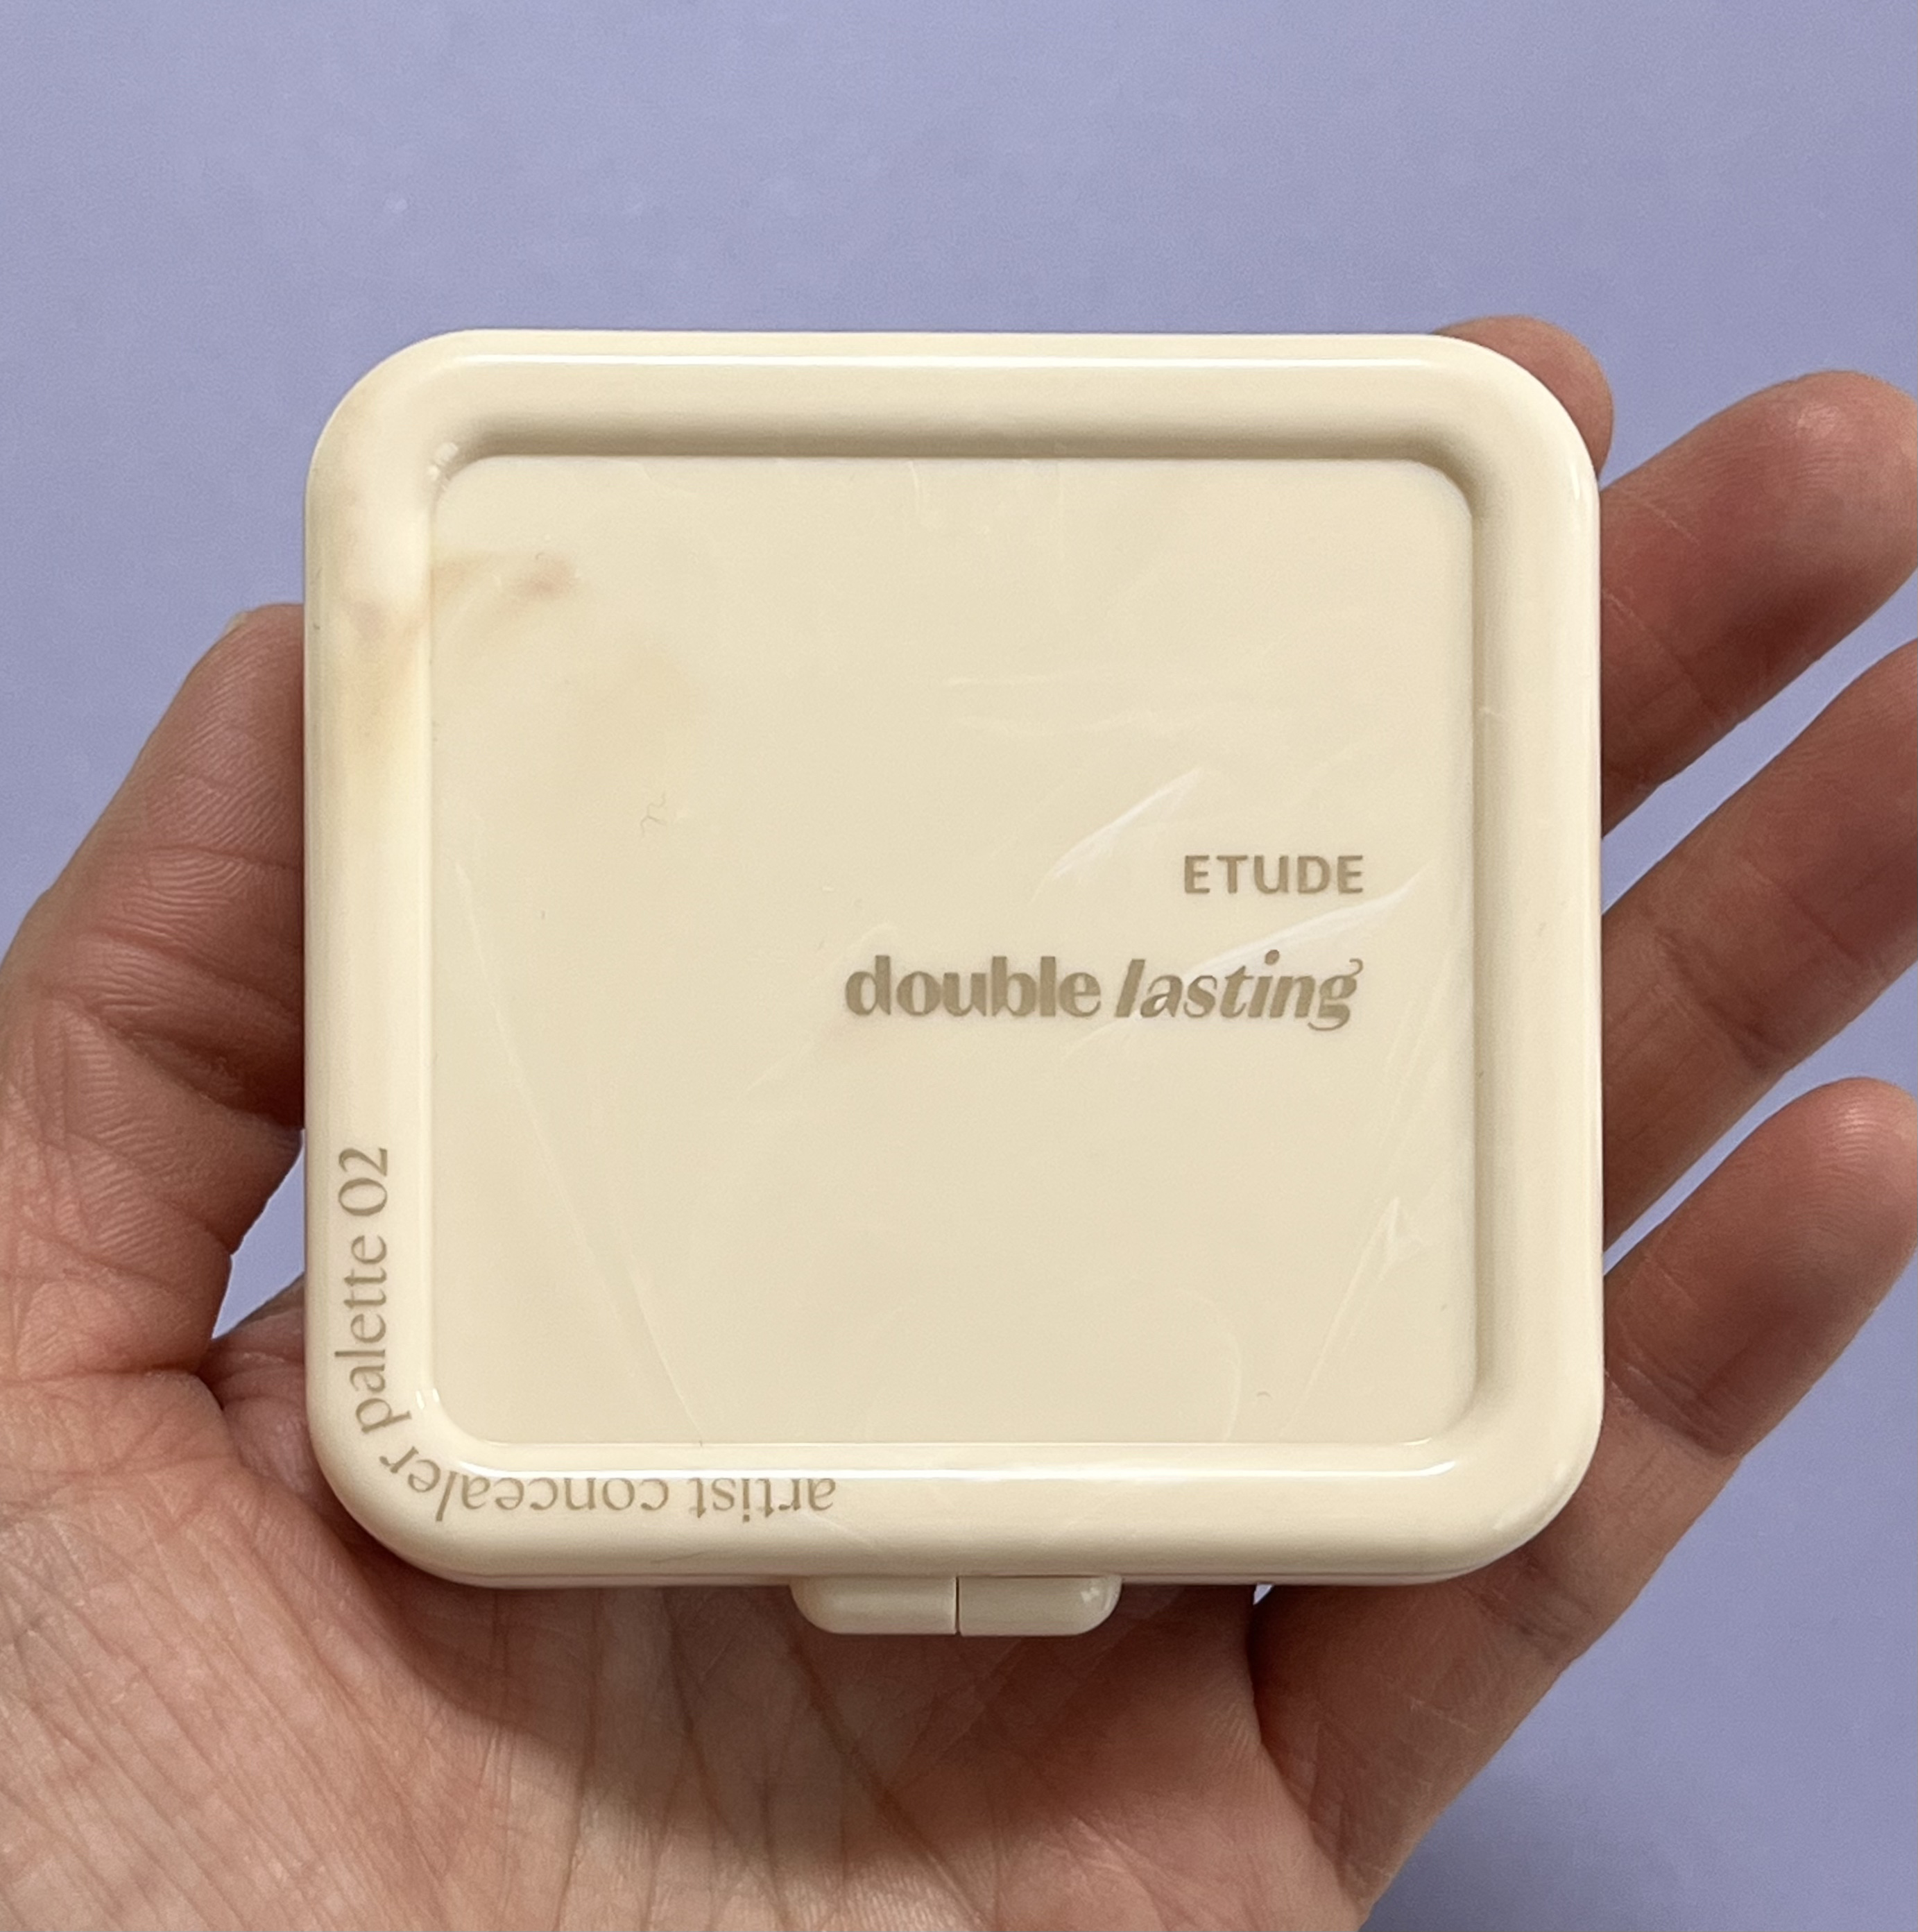 ETUDE
double lasting
artist concealer palette 02